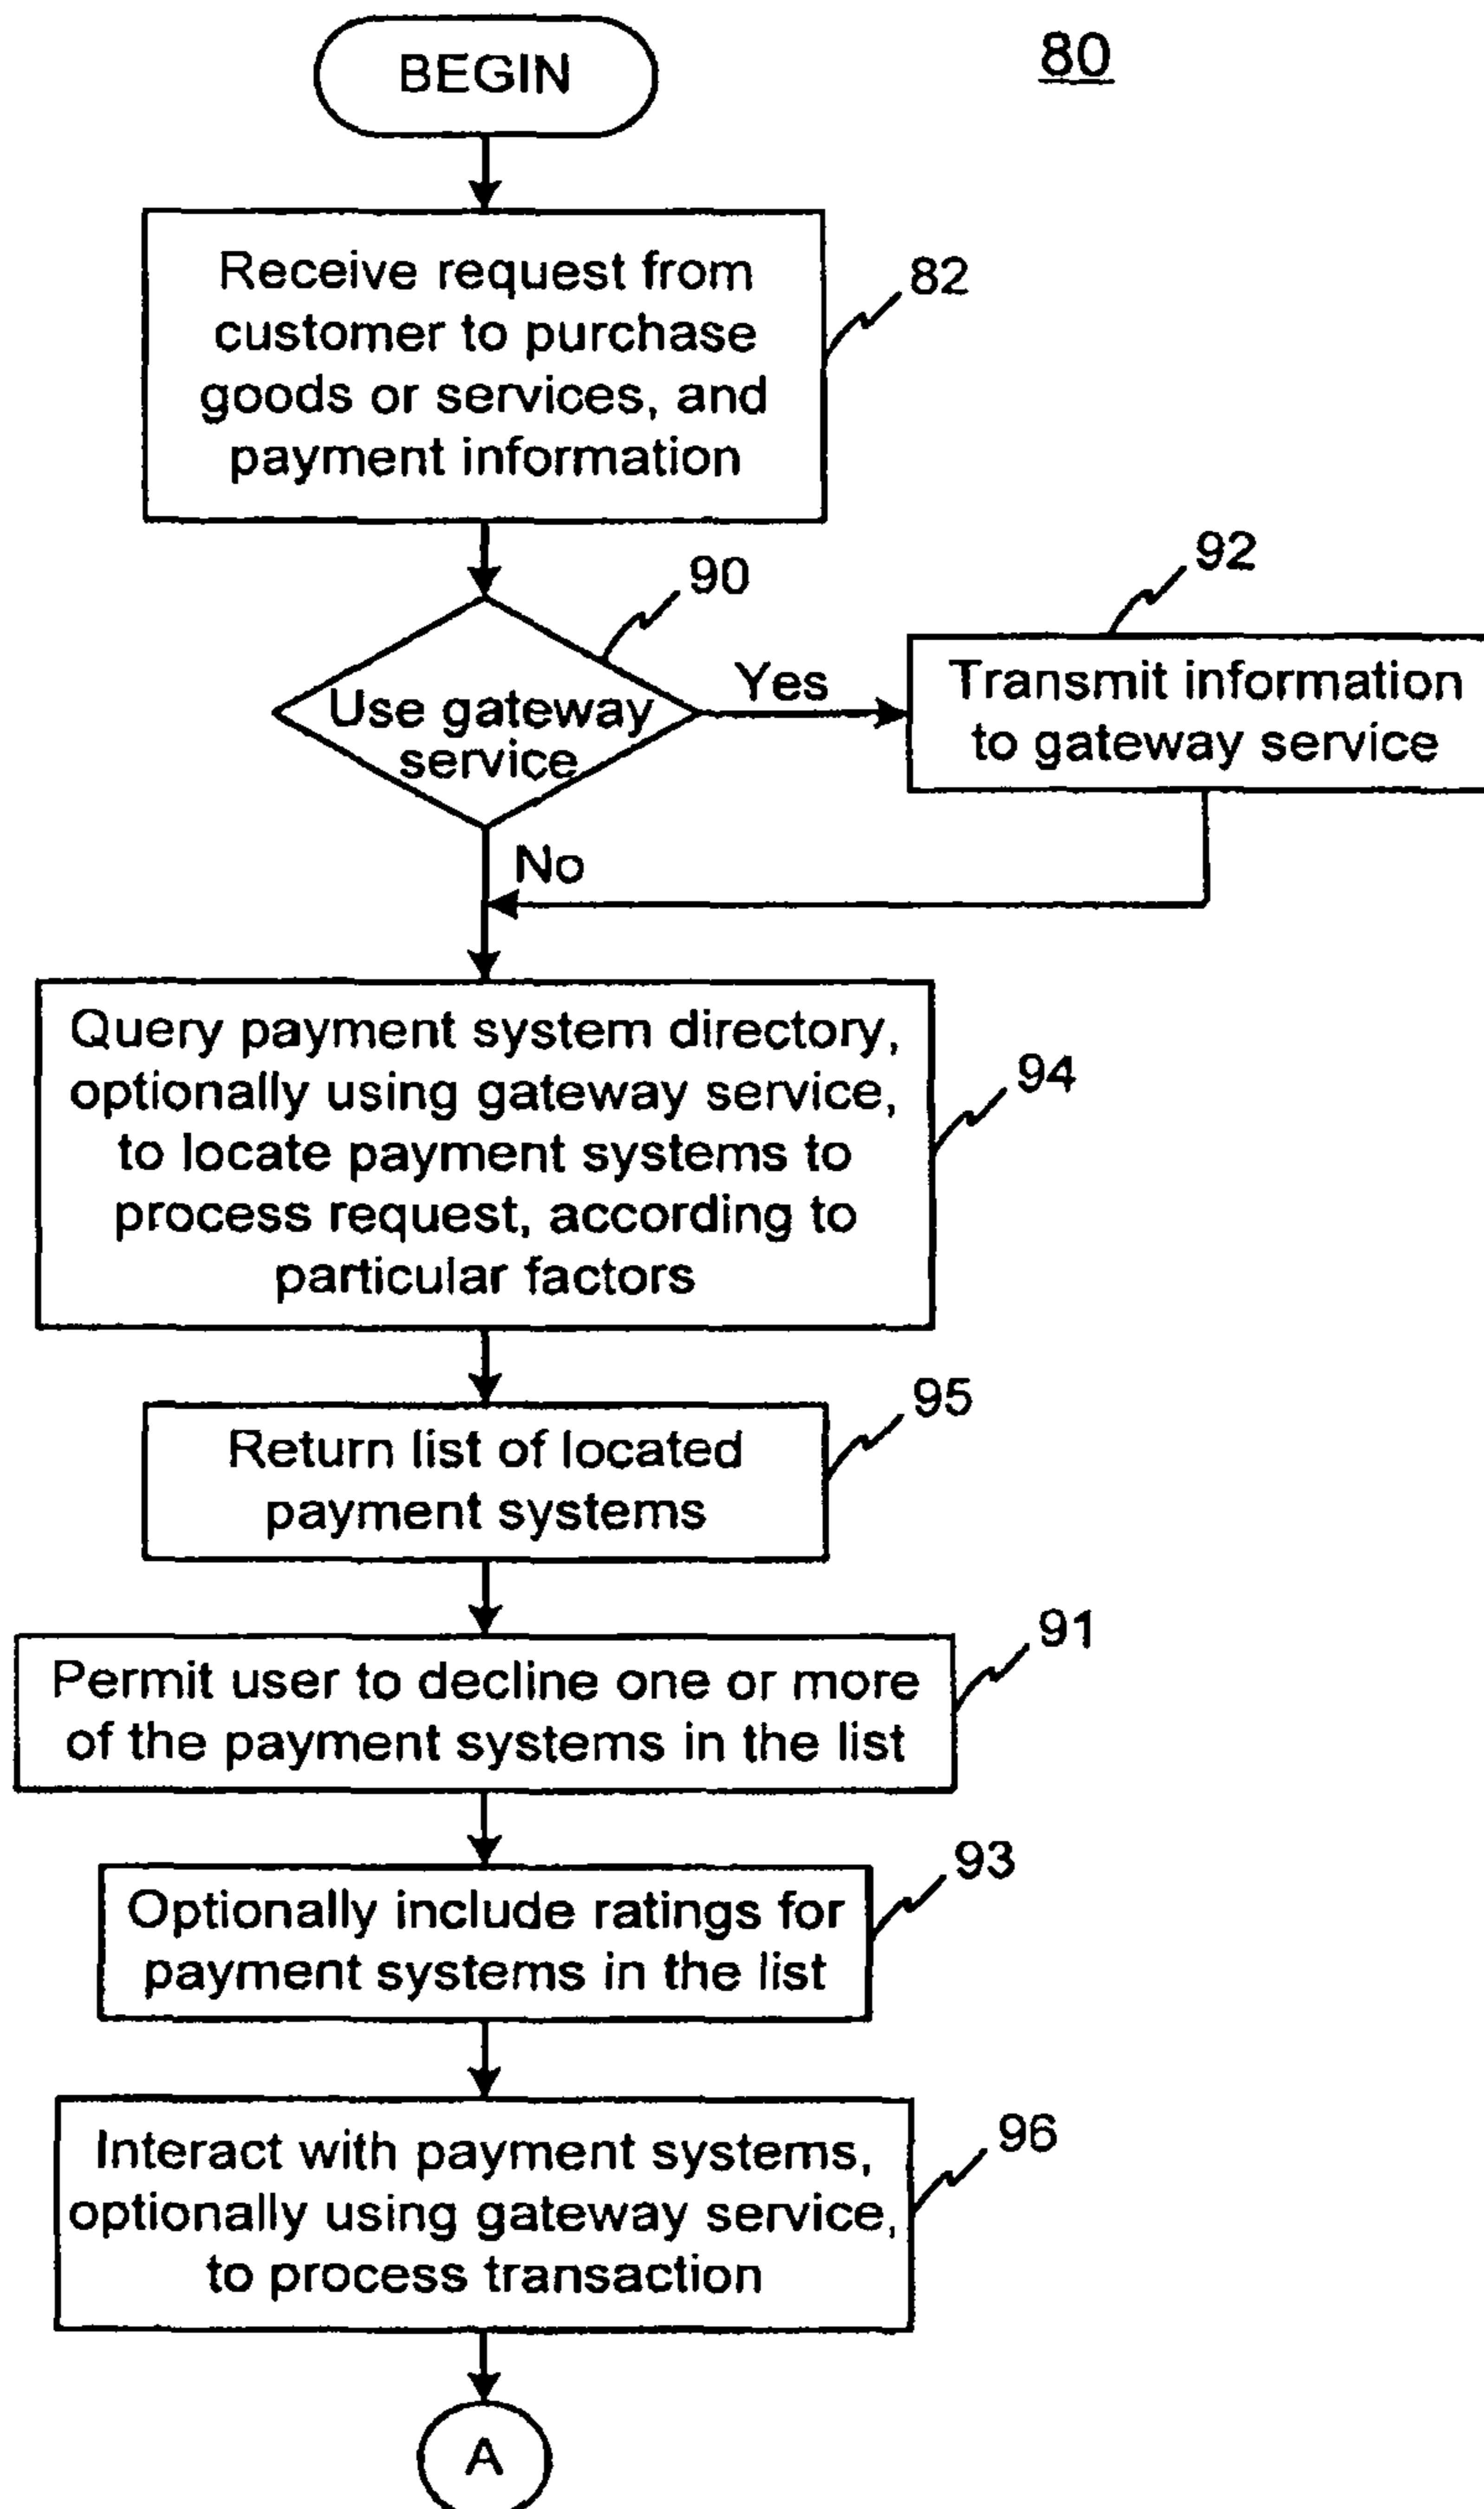 BEGIN
80
Receive request from
customer to purchase
goods or services, and
payment information
82
90
Use gateway
service
Yes
92
Transmit information
to gateway service
No
Query payment system directory,
optionally using gateway service,
to locate payment systems to
process request, according to
particular factors
94
Return list of located
payment systems
95
Permit user to decline one or more
of the payment systems in the list
91
Optionally include ratings for
payment systems in the list
93
Interact with payment systems,
optionally using gateway service,
to process transaction
96
A